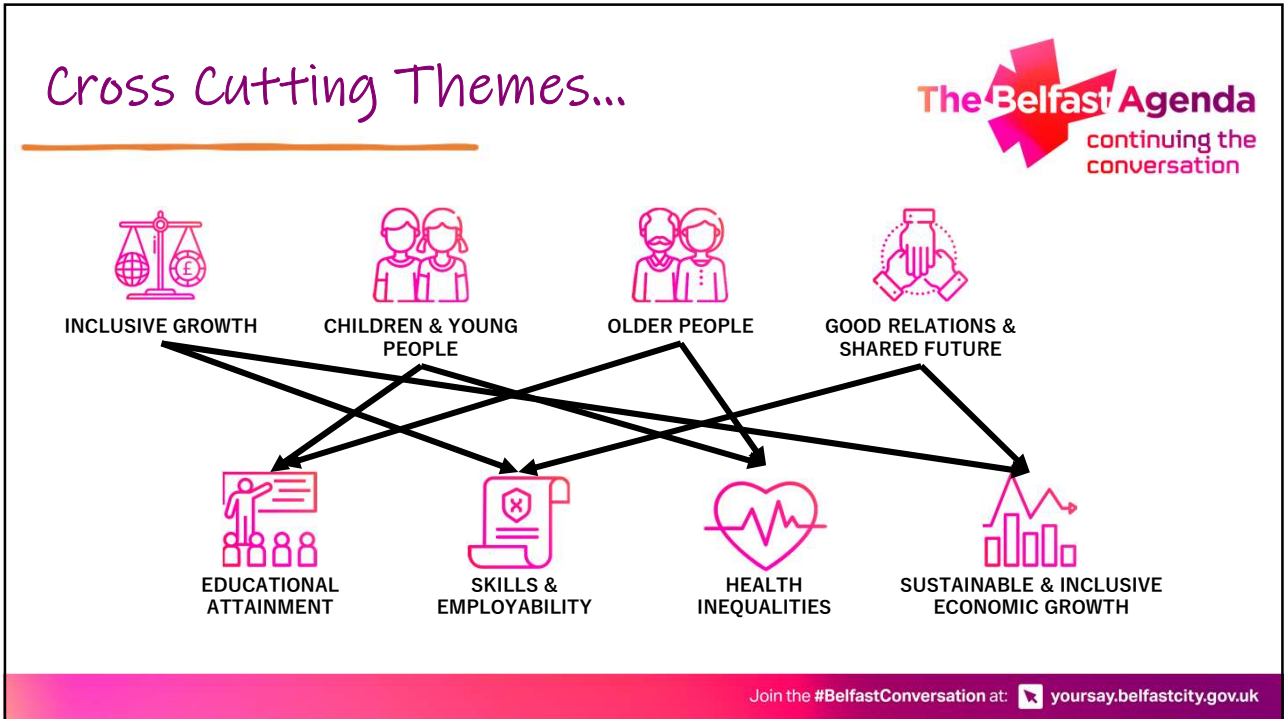 Cross Cutting Themes...
The Belfast Agenda
continuing the
conversation
£
INCLUSIVE GROWTH
CHILDREN & YOUNG
PEOPLE
OLDER PEOPLE
GOOD RELATIONS &
SHARED FUTURE
EDUCATIONAL
ATTAINMENT
SKILLS &
EMPLOYABILITY
HEALTH
INEQUALITIES
SUSTAINABLE & INCLUSIVE
ECONOMIC GROWTH
Join the #BelfastConversation at: yoursay.belfastcity.gov.uk